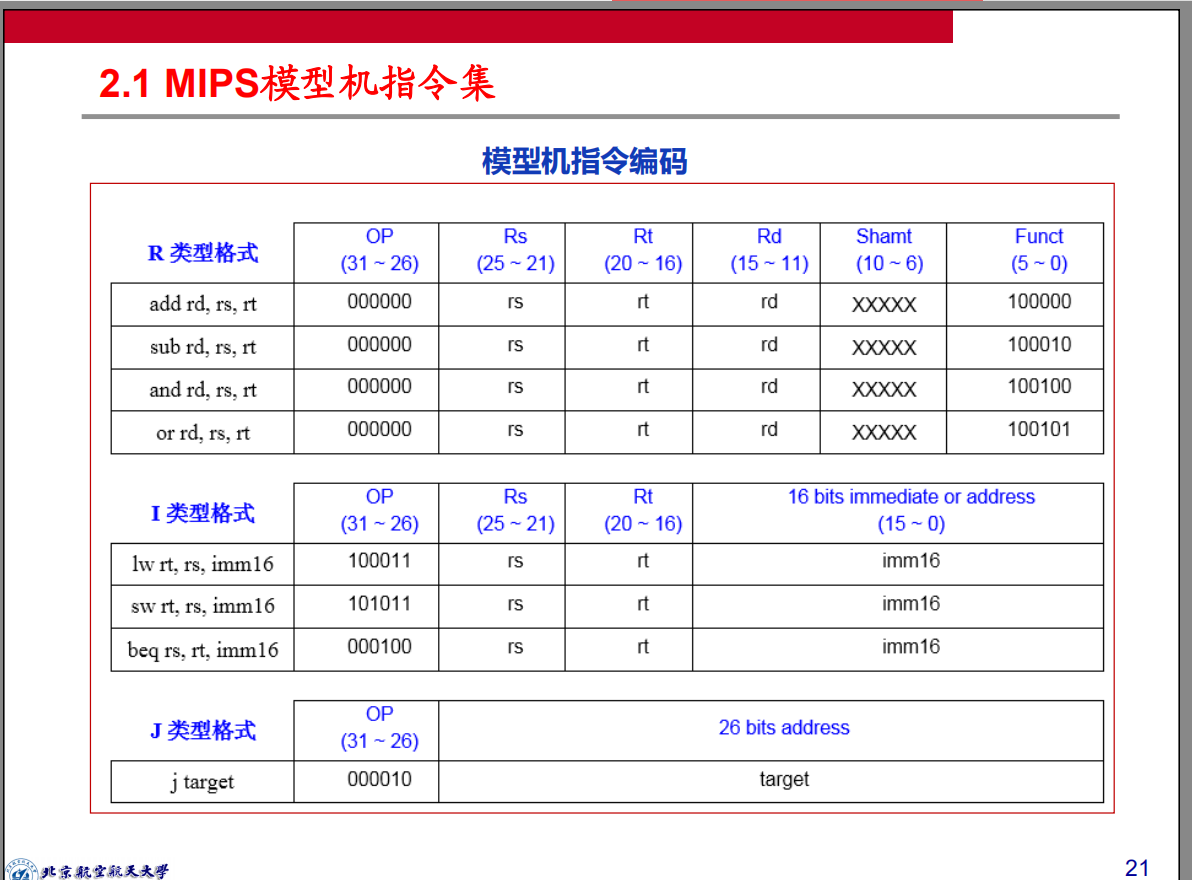 2.1 MIPS模型机指令集
模型机指令编码
R 类型格式 OP (31 ~ 26) Rs (25 ~ 21) Rt (20 ~ 16) Rd (15 ~ 11) Shamt (10 ~ 6) Funct (5 ~ 0)
add rd, rs, rt 000000 rs rt rd XXXXX 100000
sub rd, rs, rt 000000 rs rt rd XXXXX 100010
and rd, rs, rt 000000 rs rt rd XXXXX 100100
or rd, rs, rt 000000 rs rt rd XXXXX 100101
I 类型格式 OP (31 ~ 26) Rs (25 ~ 21) Rt (20 ~ 16) 16 bits immediate or address (15 ~ 0)
lw rt, rs, imm16 100011 rs rt imm16
sw rt, rs, imm16 101011 rs rt imm16
beq rs, rt, imm16 000100 rs rt imm16
J 类型格式 OP (31 ~ 26) 26 bits address
j target 000010 target
北京航空航天大学
21